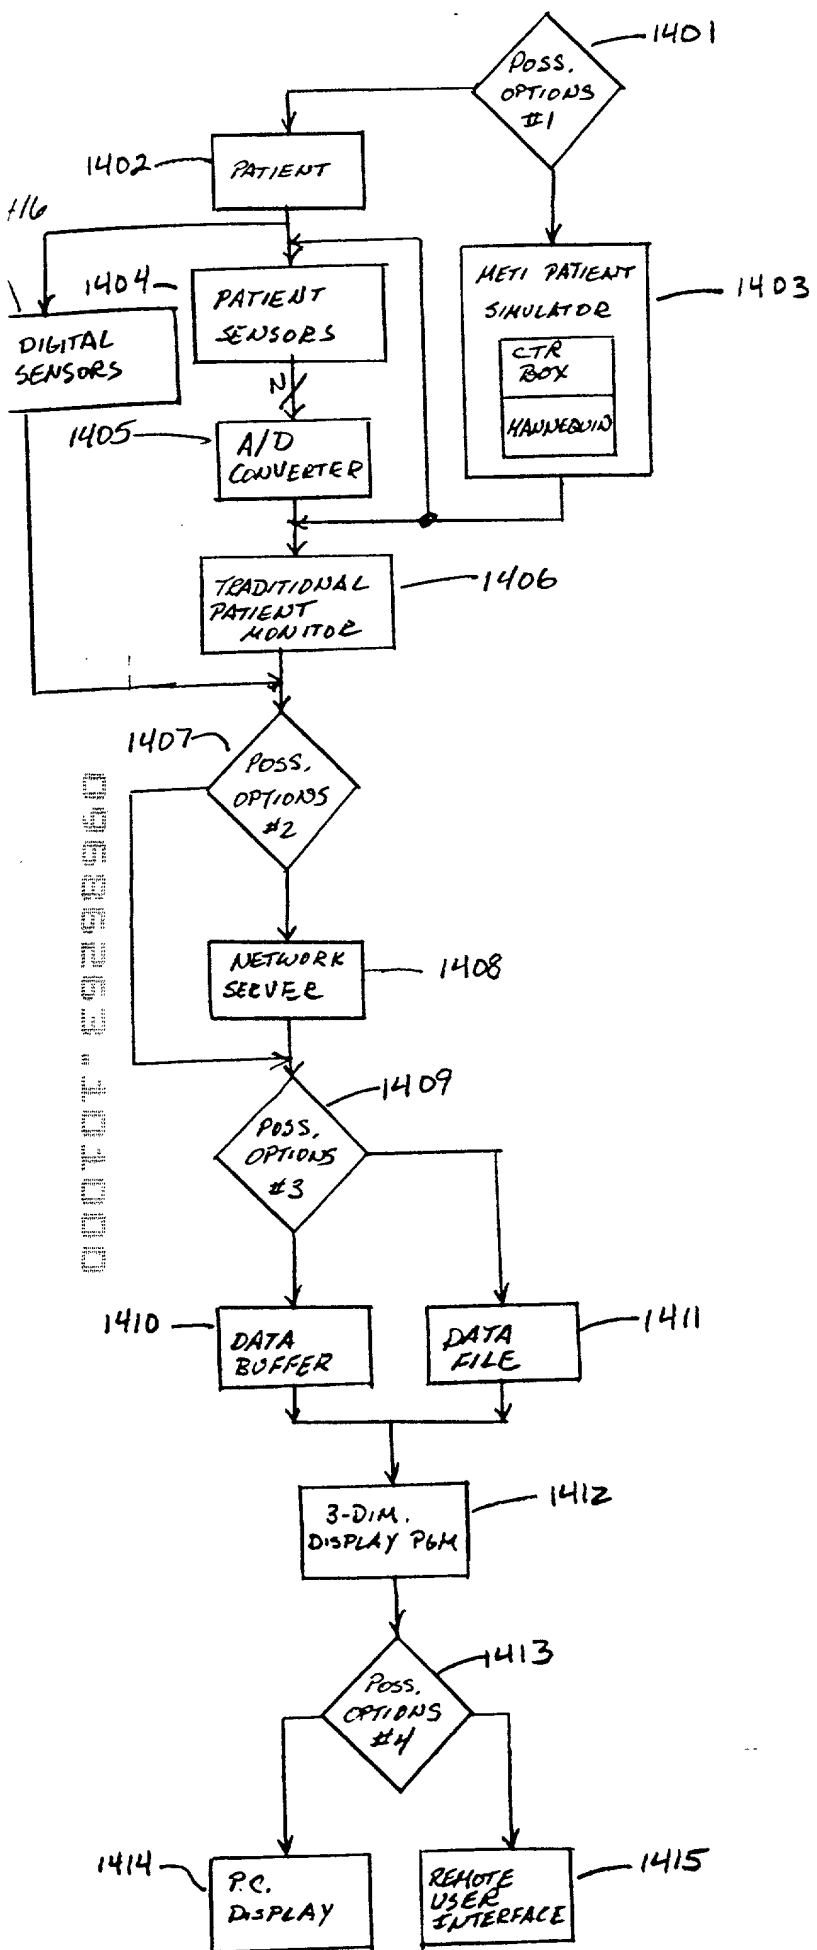 1401
POSS.
OPTIONS
#1
1402
PATIENT
1404
PATIENT
SENSORS
METI PATIENT
SIMULATOR
1403
CTR
BOX
MANNEQUIN
DIGITAL
SENSORS
N
1405
A/D
CONVERTER
TRADITIONAL
PATIENT
MONITOR
1406
1407
POSS.
OPTIONS
#2
NETWORK
SERVER
1408
1409
POSS.
OPTIONS
#3
1410
DATA
BUFFER
DATA
FILE
1411
3-DIM.
DISPLAY PGM
1412
1413
POSS.
OPTIONS
#4
1414
P.C.
DISPLAY
REMOTE
USER
INTERFACE
1415